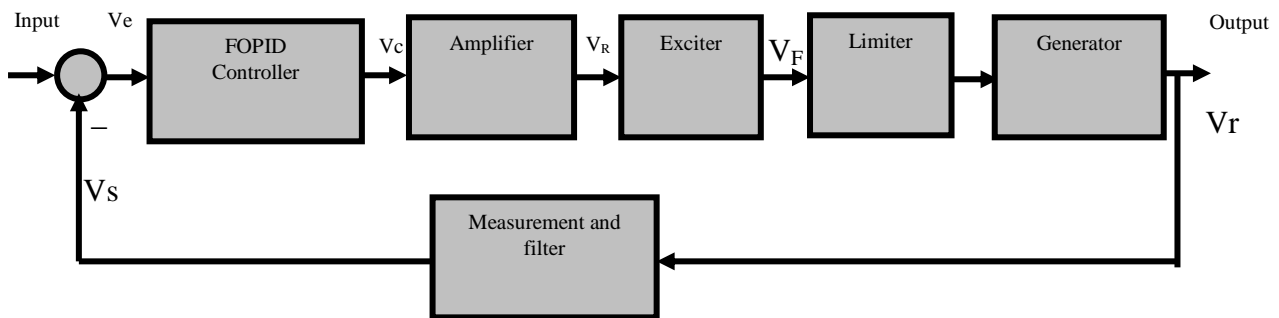 Input
Ve
FOPID
Controller
Vc
Amplifier
VR
Exciter
VF
Limiter
Generator
Output
Vr
–
Vs
Measurement and
filter